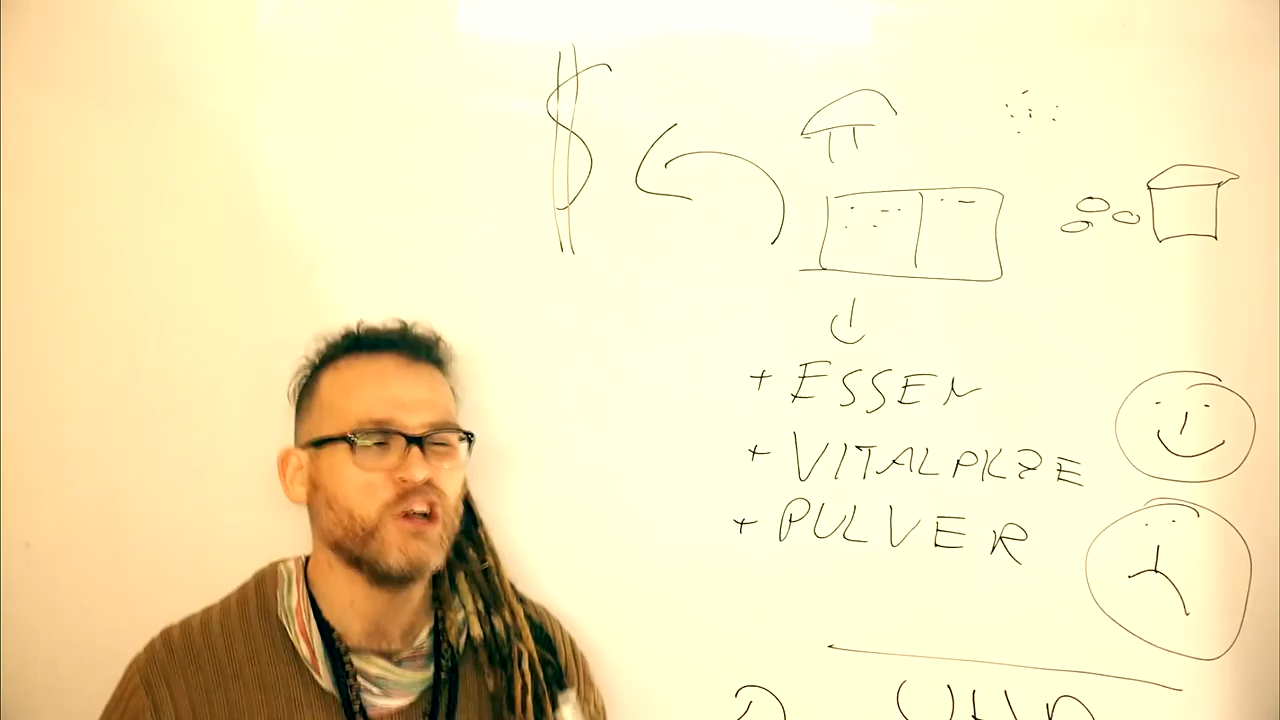 $
+ ESSEN
+ VITALPILZE
+ PULVER